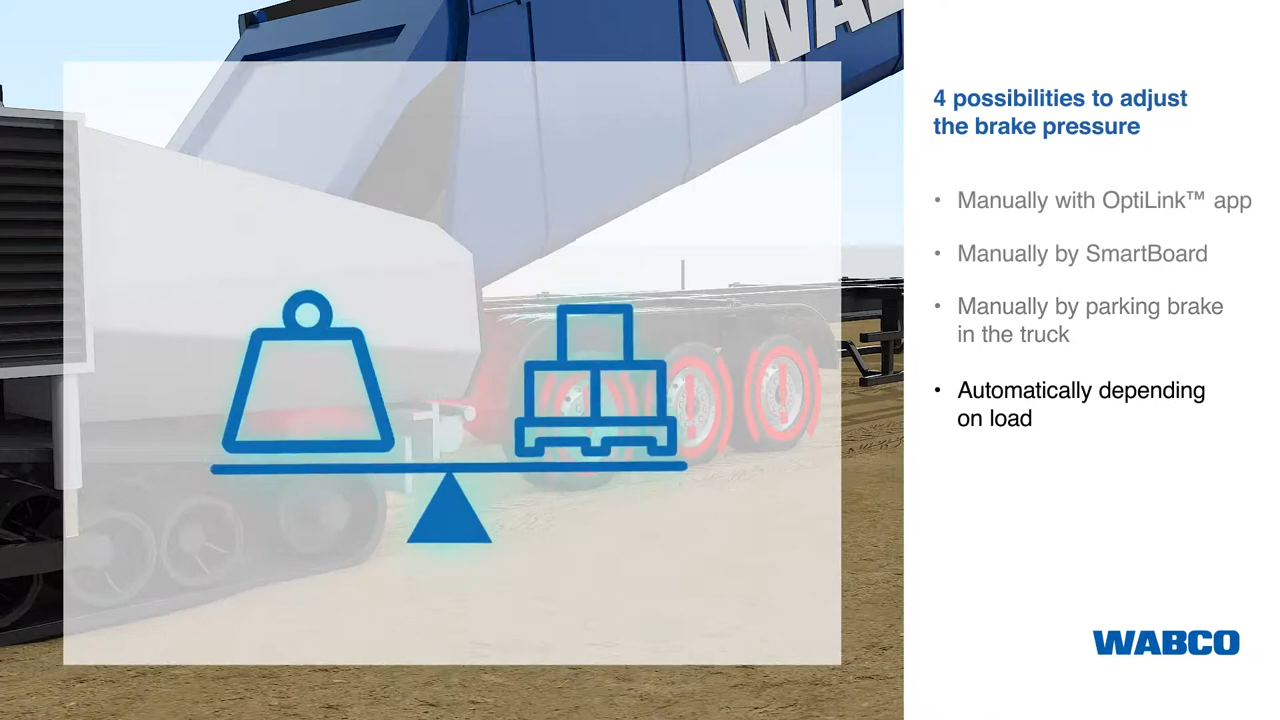 WABCO
4 possibilities to adjust
the brake pressure
• Manually with OptiLink™ app
• Manually by SmartBoard
• Manually by parking brake
in the truck
• Automatically depending
on load
WABCO